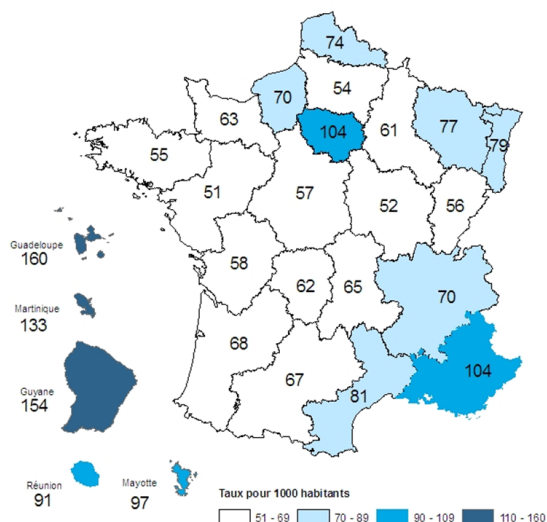 74
54
70
104
63
61
77
79
55
51
57
52
56
Guadeloupe
160
58
62
65
70
Martinique
133
68
67
81
104
Guyane
154
Réunion
91
Mayotte
97
Taux pour 1000 habitants
51 - 69
70 - 89
90 - 109
110 - 160